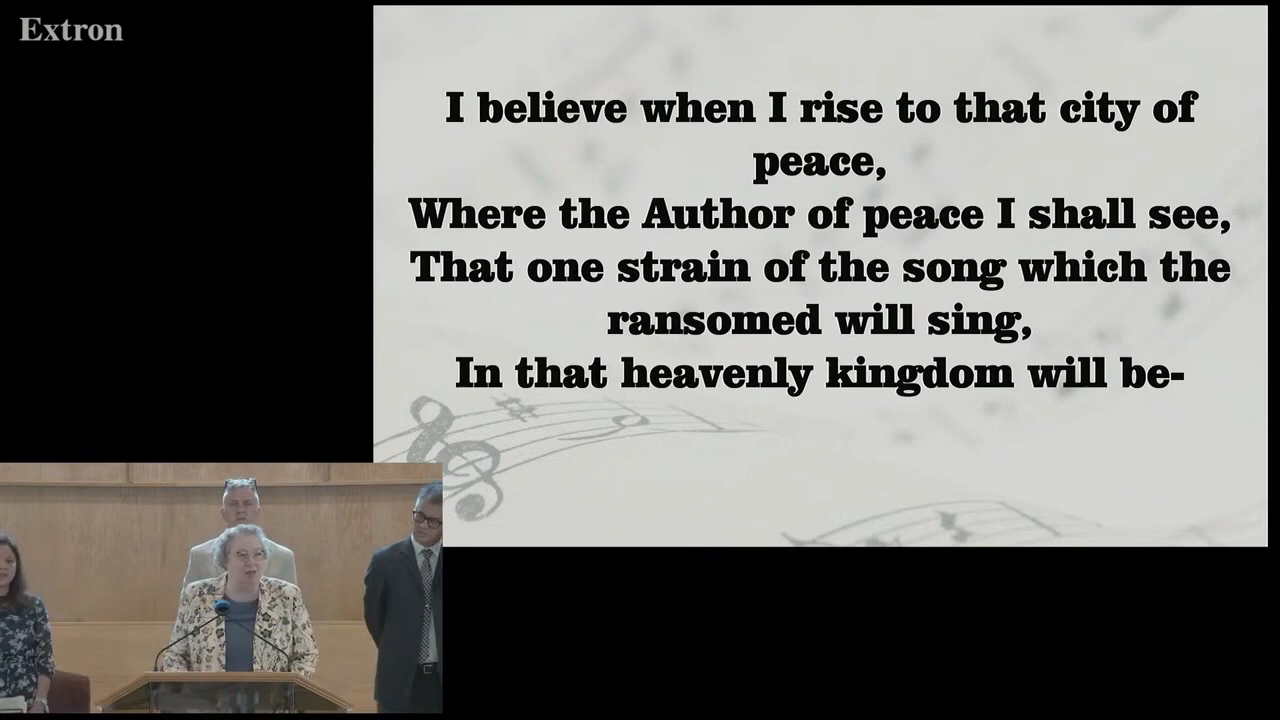 Extron
I believe when I rise to that city of
peace,
Where the Author of peace I shall see,
That one strain of the song which the
ransomed will sing,
In that heavenly kingdom will be-